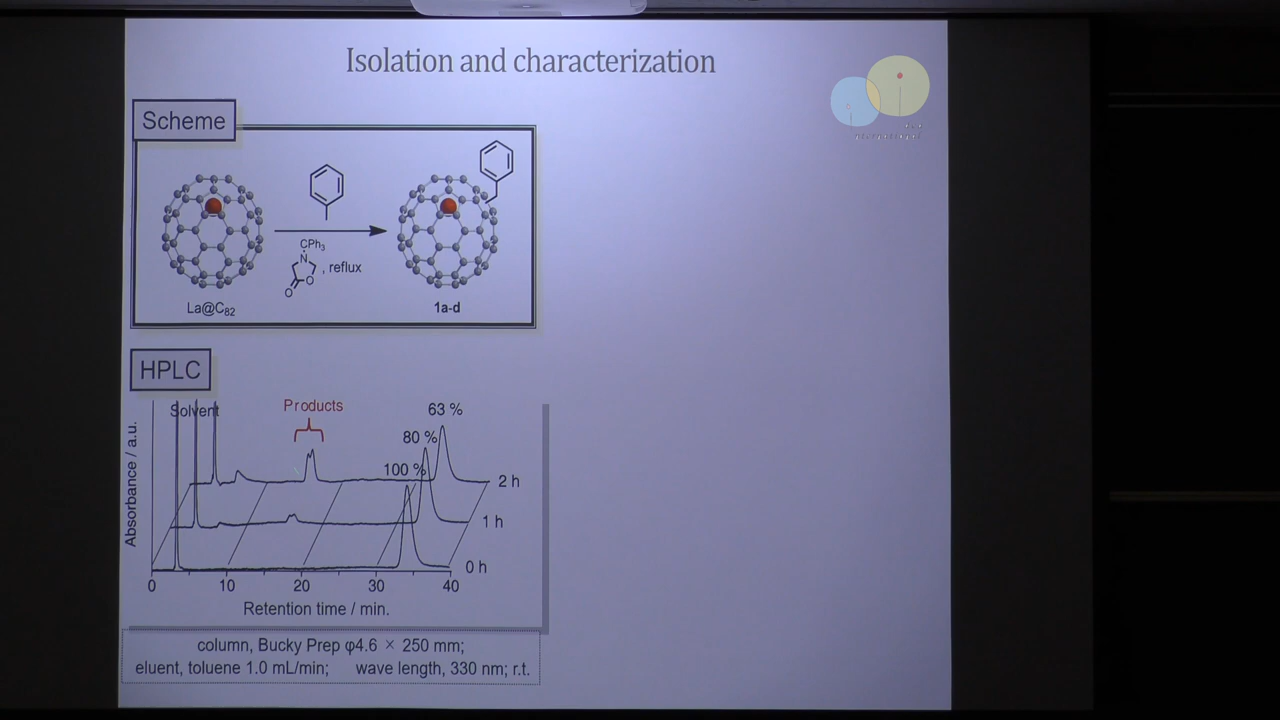 Isolation and characterization
Scheme
CPh3
N
O
O
, reflux
La@C82
1a-d
HPLC
Solvent
Products
63 %
80 %
100 %
2 h
1 h
0 h
Absorbance / a.u.
0 10 20 30 40
Retention time / min.
column, Bucky Prep φ4.6 × 250 mm;
eluent, toluene 1.0 mL/min; wave length, 330 nm; r.t.